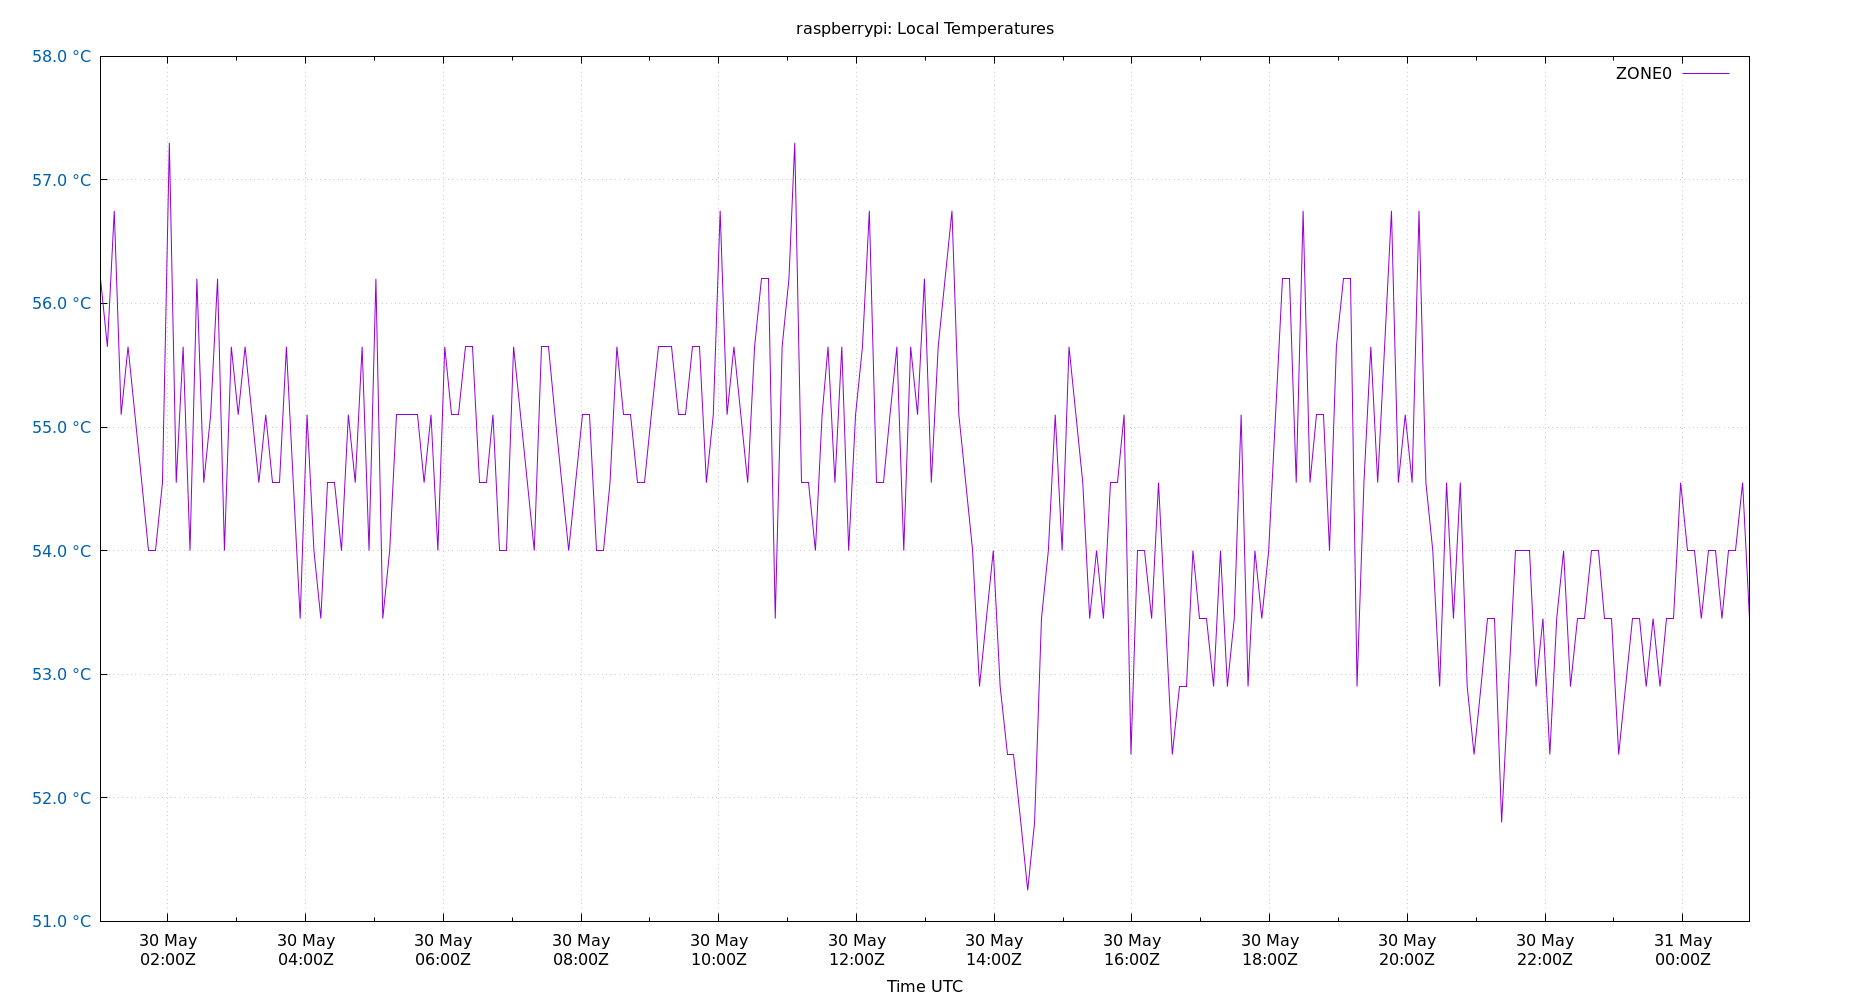 raspberrypi: Local Temperatures
58.0 °C
ZONE0
57.0 °C
56.0 °C
55.0 °C
54.0 °C
53.0 °C
52.0 °C
51.0 °C
30 May 30 May 30 May 30 May 30 May 30 May 30 May 30 May 30 May 30 May 30 May 31 May
02:00Z 04:00Z 06:00Z 08:00Z 10:00Z 12:00Z 14:00Z 16:00Z 18:00Z 20:00Z 22:00Z 00:00Z
Time UTC